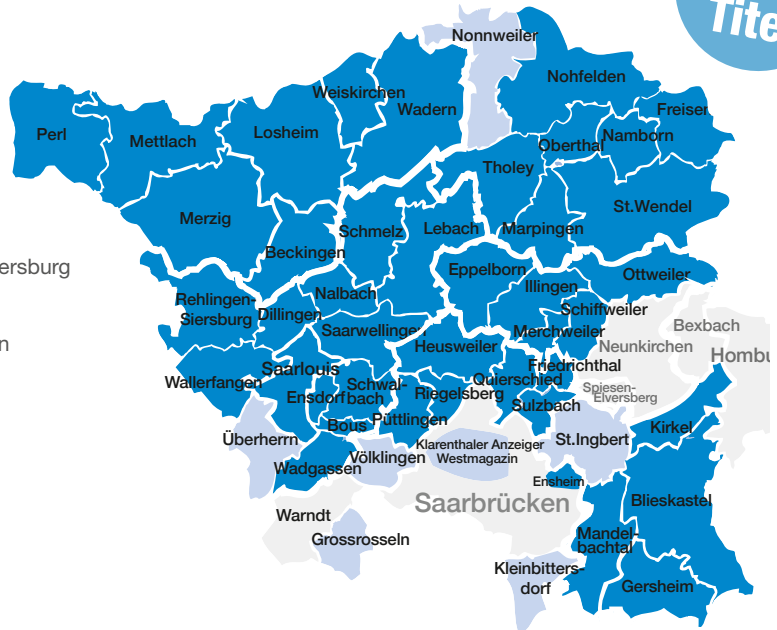 Tite
Nonnweiler
Nohfelden
Weiskirchen
Wadern
Freisen
Perl
Mettlach
Losheim
Oberthal
Namborn
Tholey
Merzig
St.Wendel
Schmelz
Lebach
Marpingen
Beckingen
ersburg
Eppelborn
Ottweiler
Illingen
Nalbach
Rehlingen-
Siersburg
Dillingen
Schiffweiler
Saarwellingen
Merchweiler
Bexbach
n
Heusweiler
Neunkirchen
Hombu
Friedrichthal
Saarlouis
Wallerfangen
Quierschied
Schwal-
bach
Ensdorf
Riegelsberg
Spiesen-
Elversberg
Sulzbach
Bous
Püttlingen
Kirkel
Überherrn
Klarenthaler Anzeiger
Westmagazin
St.Ingbert
Völklingen
Wadgassen
Ensheim
Saarbrücken
Blieskastel
Warndt
Grossrosseln
Mandel-
bachtal
Kleinbitters-
dorf
Gersheim